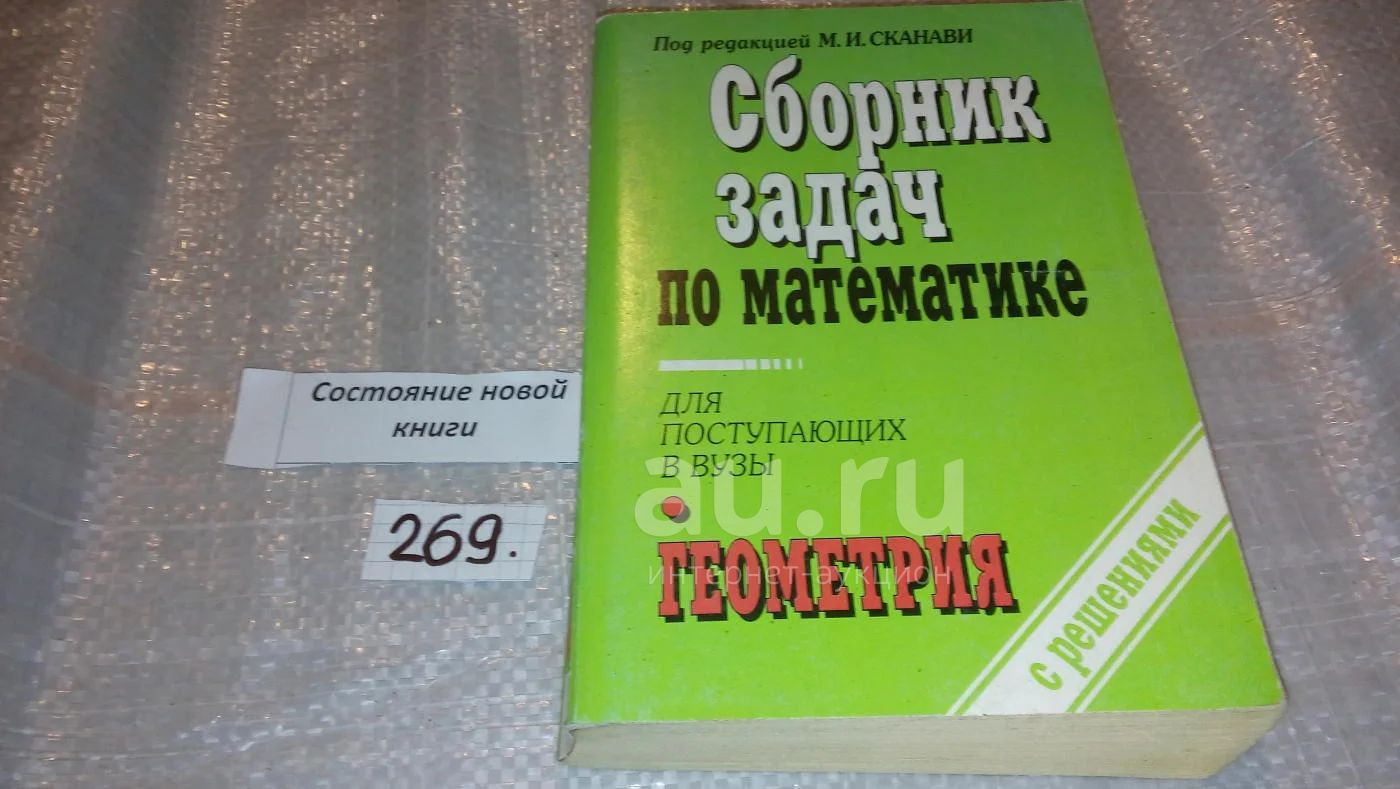 Под редакцией М. И. СКАНАВИ
Сборник
задач
по математике
ДЛЯ
ПОСТУПАЮЩИХ
В ВУЗЫ
ГЕОМЕТРИЯ
с решениями
Состояние новой
книги
269.
au.ru
интернет-аукцион